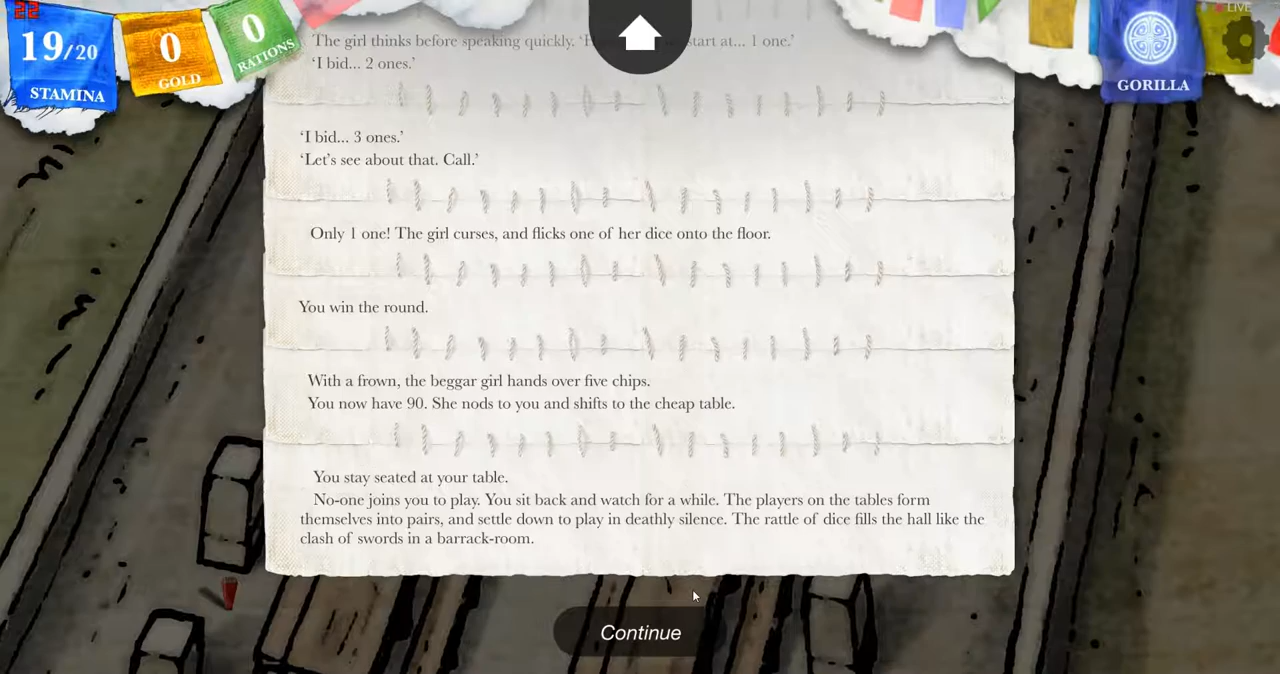 22
19/20
STAMINA
0
GOLD
0
RATIONS
LIVE
GORILLA
'The girl thinks before speaking quickly. start at... 1 one.'
'I bid... 2 ones.'
'I bid... 3 ones.'
'Let's see about that. Call.'
Only 1 one! The girl curses, and flicks one of her dice onto the floor.
You win the round.
With a frown, the beggar girl hands over five chips.
You now have 90. She nods to you and shifts to the cheap table.
You stay seated at your table.
No-one joins you to play. You sit back and watch for a while. The players on the tables form
themselves into pairs, and settle down to play in deathly silence. The rattle of dice fills the hall like the
clash of swords in a barrack-room.
Continue